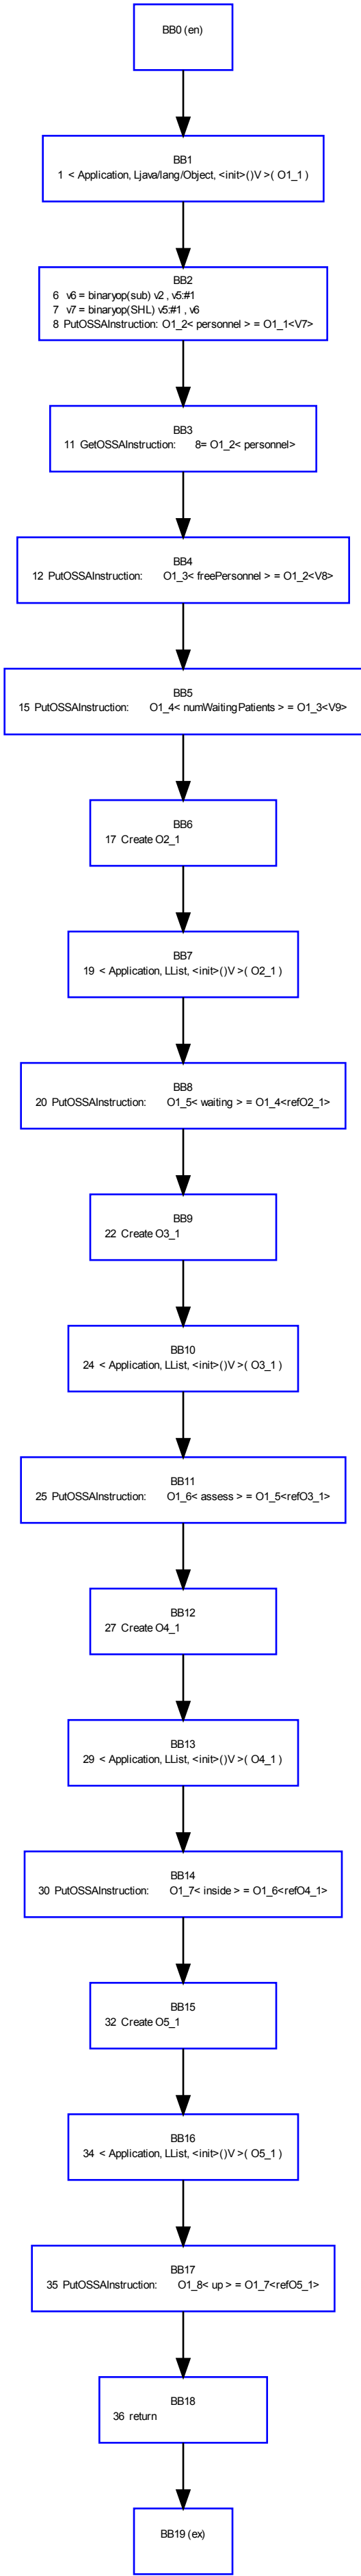 BB0 (en)
BB1
1 < Application, Ljava/lang/Object, <init>()V >( O1_1 )
BB2
6 v6 = binaryop(sub) v2 , v5:#1
7 v7 = binaryop(SHL) v5:#1 , v6
8 PutOSSAInstruction: O1_2< personnel > = O1_1<V7>
BB3
11 GetOSSAInstruction: 8= O1_2< personnel>
BB4
12 PutOSSAInstruction: O1_3< freePersonnel > = O1_2<V8>
BB5
15 PutOSSAInstruction: O1_4< numWaitingPatients > = O1_3<V9>
BB6
17 Create O2_1
BB7
19 < Application, LList, <init>()V >( O2_1 )
BB8
20 PutOSSAInstruction: O1_5< waiting > = O1_4<refO2_1>
BB9
22 Create O3_1
BB10
24 < Application, LList, <init>()V >( O3_1 )
BB11
25 PutOSSAInstruction: O1_6< assess > = O1_5<refO3_1>
BB12
27 Create O4_1
BB13
29 < Application, LList, <init>()V >( O4_1 )
BB14
30 PutOSSAInstruction: O1_7< inside > = O1_6<refO4_1>
BB15
32 Create O5_1
BB16
34 < Application, LList, <init>()V >( O5_1 )
BB17
35 PutOSSAInstruction: O1_8< up > = O1_7<refO5_1>
BB18
36 return
BB19 (ex)